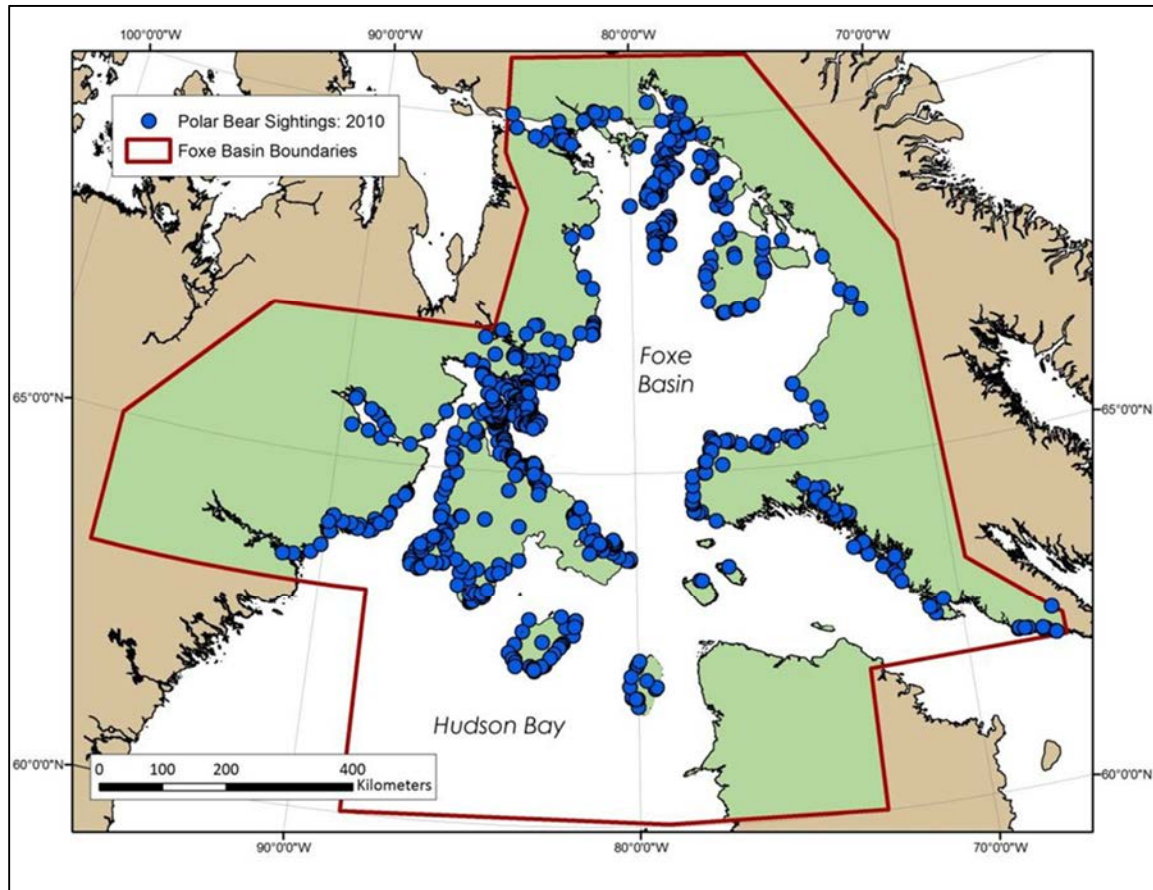 100°0'0"W 90°0'0"W 80°0'0"W 70°0'0"W
Polar Bear Sightings: 2010
Foxe Basin Boundaries
Foxe
Basin
65°0'0"N 65°0'0"N
Hudson Bay
60°0'0"N 60°0'0"N
0 100 200 400
Kilometers
90°0'0"W 80°0'0"W 70°0'0"W